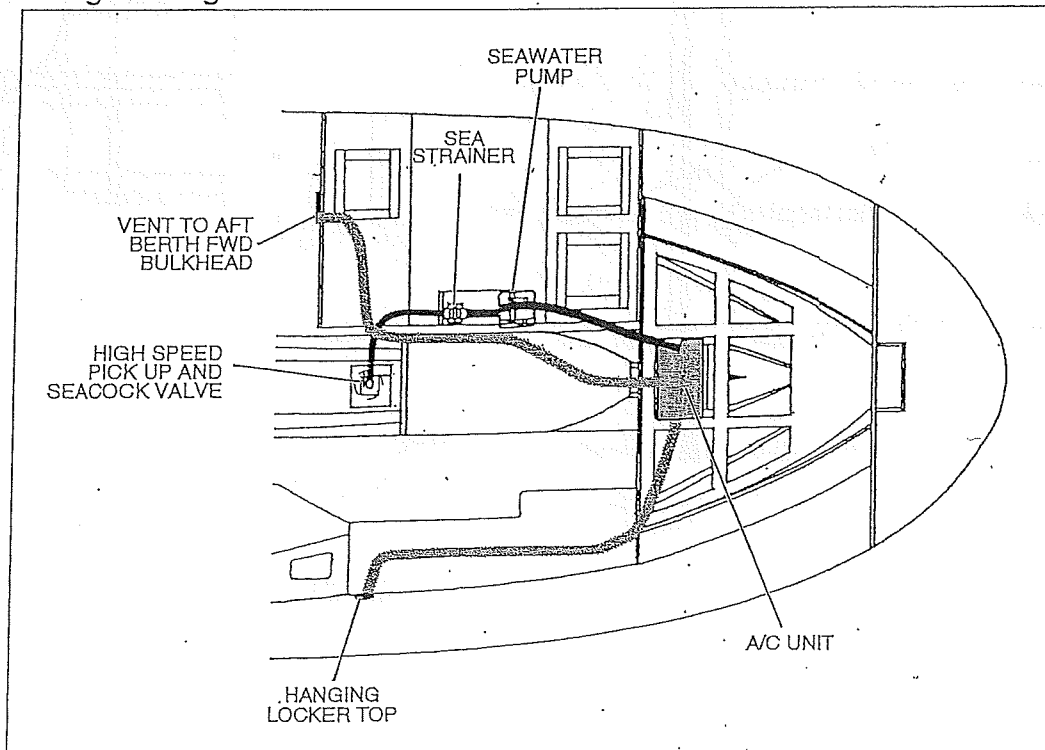 SEAWATER
PUMP
SEA
STRAINER
VENT TO AFT
BERTH FWD
BULKHEAD
HIGH SPEED
PICK UP AND
SEACOCK VALVE
A/C UNIT
HANGING
LOCKER TOP